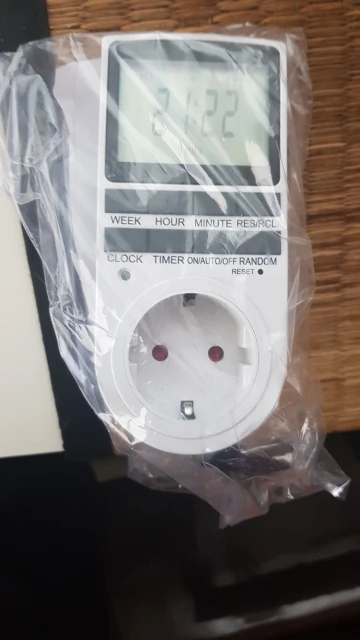 21:22
WEEK HOUR MINUTE RES/RCL
CLOCK TIMER ON/AUTO/OFF RANDOM
RESET